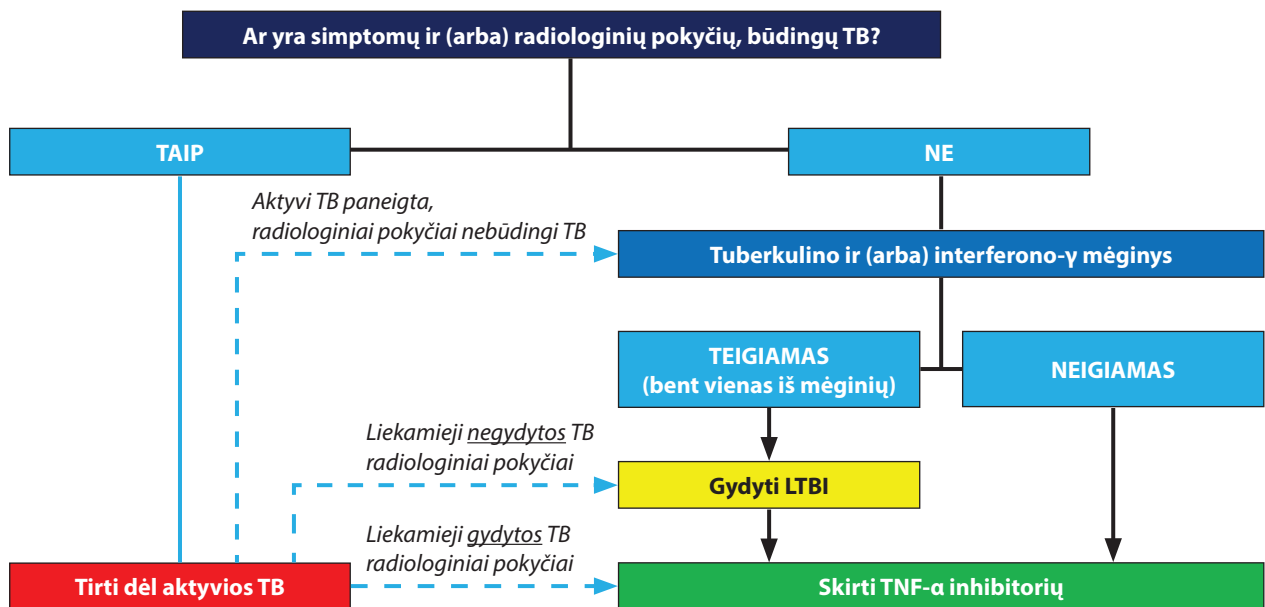 Ar yra simptomų ir (arba) radiologinių pokyčių, būdingų TB?
TAIP
NE
Aktyvi TB paneigta,
radiologiniai pokyčiai nebūdingi TB
Tuberkulino ir (arba) interferono-γ mėginys
TEIGIAMAS
(bent vienas iš mėginių)
NEIGIAMAS
Liekamieji negydytos TB
radiologiniai pokyčiai
Gydyti LTBI
Liekamieji gydytos TB
radiologiniai pokyčiai
Tirti dėl aktyvios TB
Skirti TNF-α inhibitorių